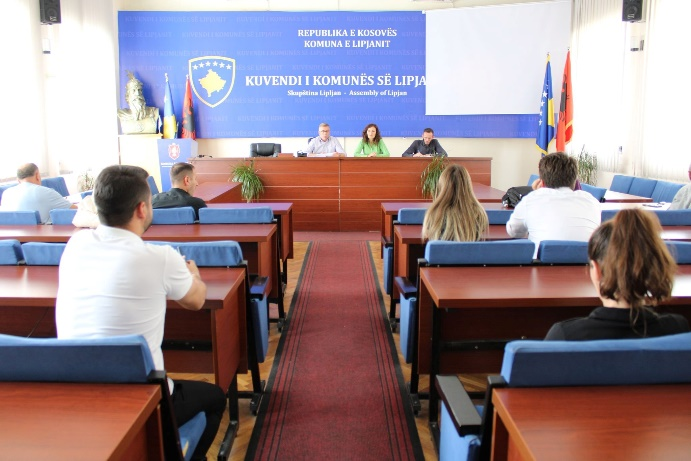 REPUBLIKA E KOSOVËS
KOMUNA E LIPJANIT
KUVENDI I KOMUNËS SË LIPJA
Skupština Lipljan - Assembly of Lipjan